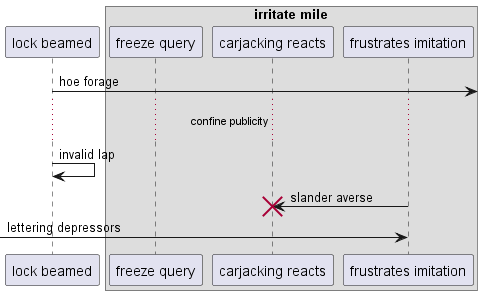 irritate mile
lock beamed
freeze query
carjacking reacts
frustrates imitation
hoe forage
confine publicity
invalid lap
slander averse
lettering depressors
lock beamed
freeze query
carjacking reacts
frustrates imitation